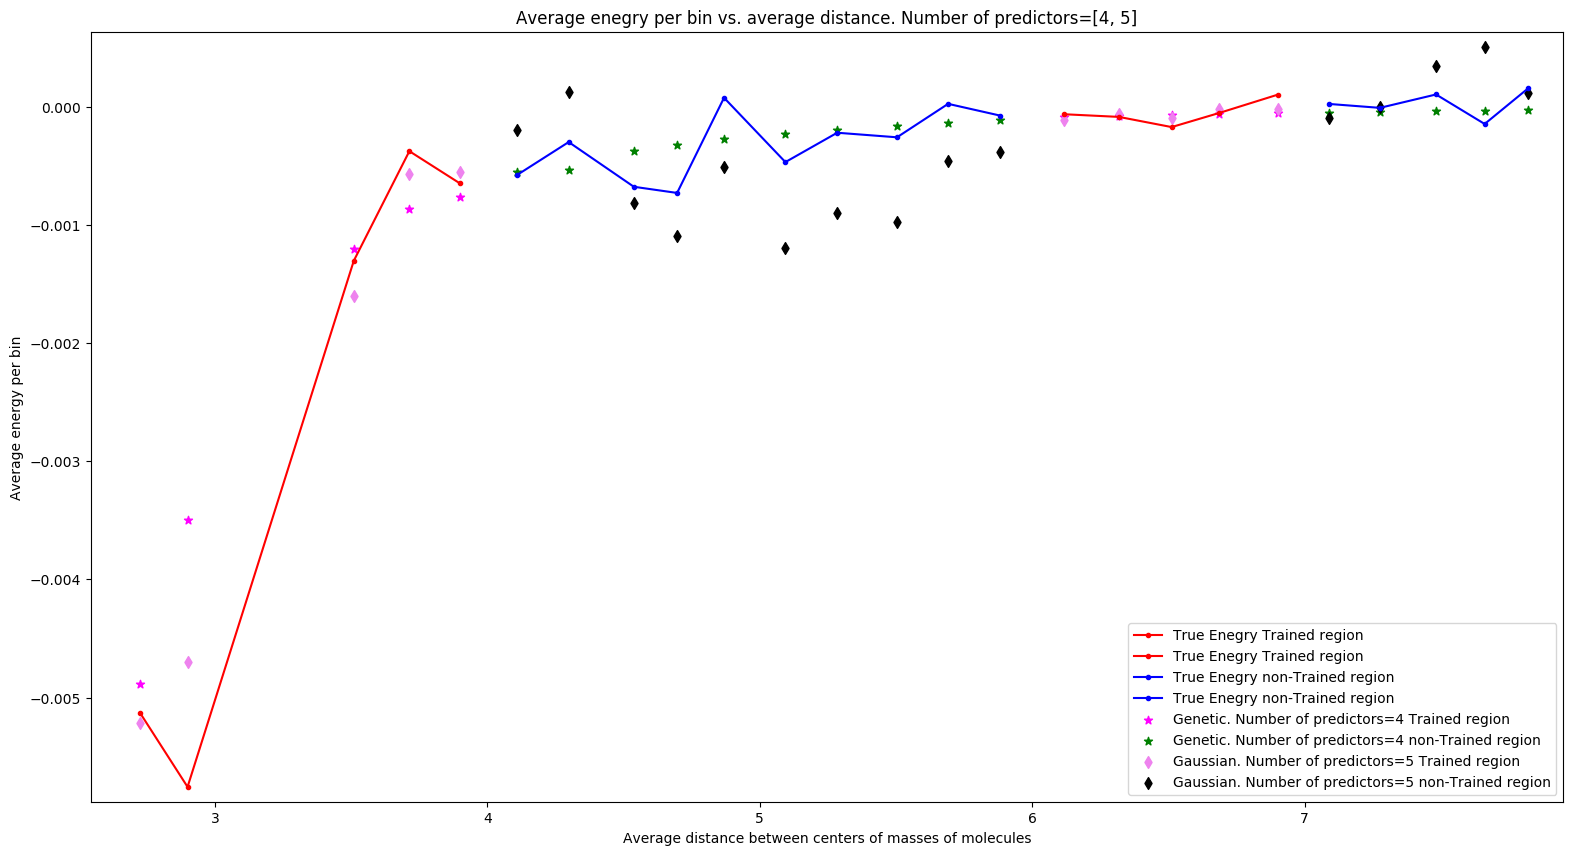 Average enegry per bin vs. average distance. Number of predictors=[4, 5]
Average energy per bin
0.000
−0.001
−0.002
−0.003
−0.004
−0.005
3
4
5
6
7
Average distance between centers of masses of molecules
True Enegry Trained region
True Enegry Trained region
True Enegry non-Trained region
True Enegry non-Trained region
Genetic. Number of predictors=4 Trained region
Genetic. Number of predictors=4 non-Trained region
Gaussian. Number of predictors=5 Trained region
Gaussian. Number of predictors=5 non-Trained region